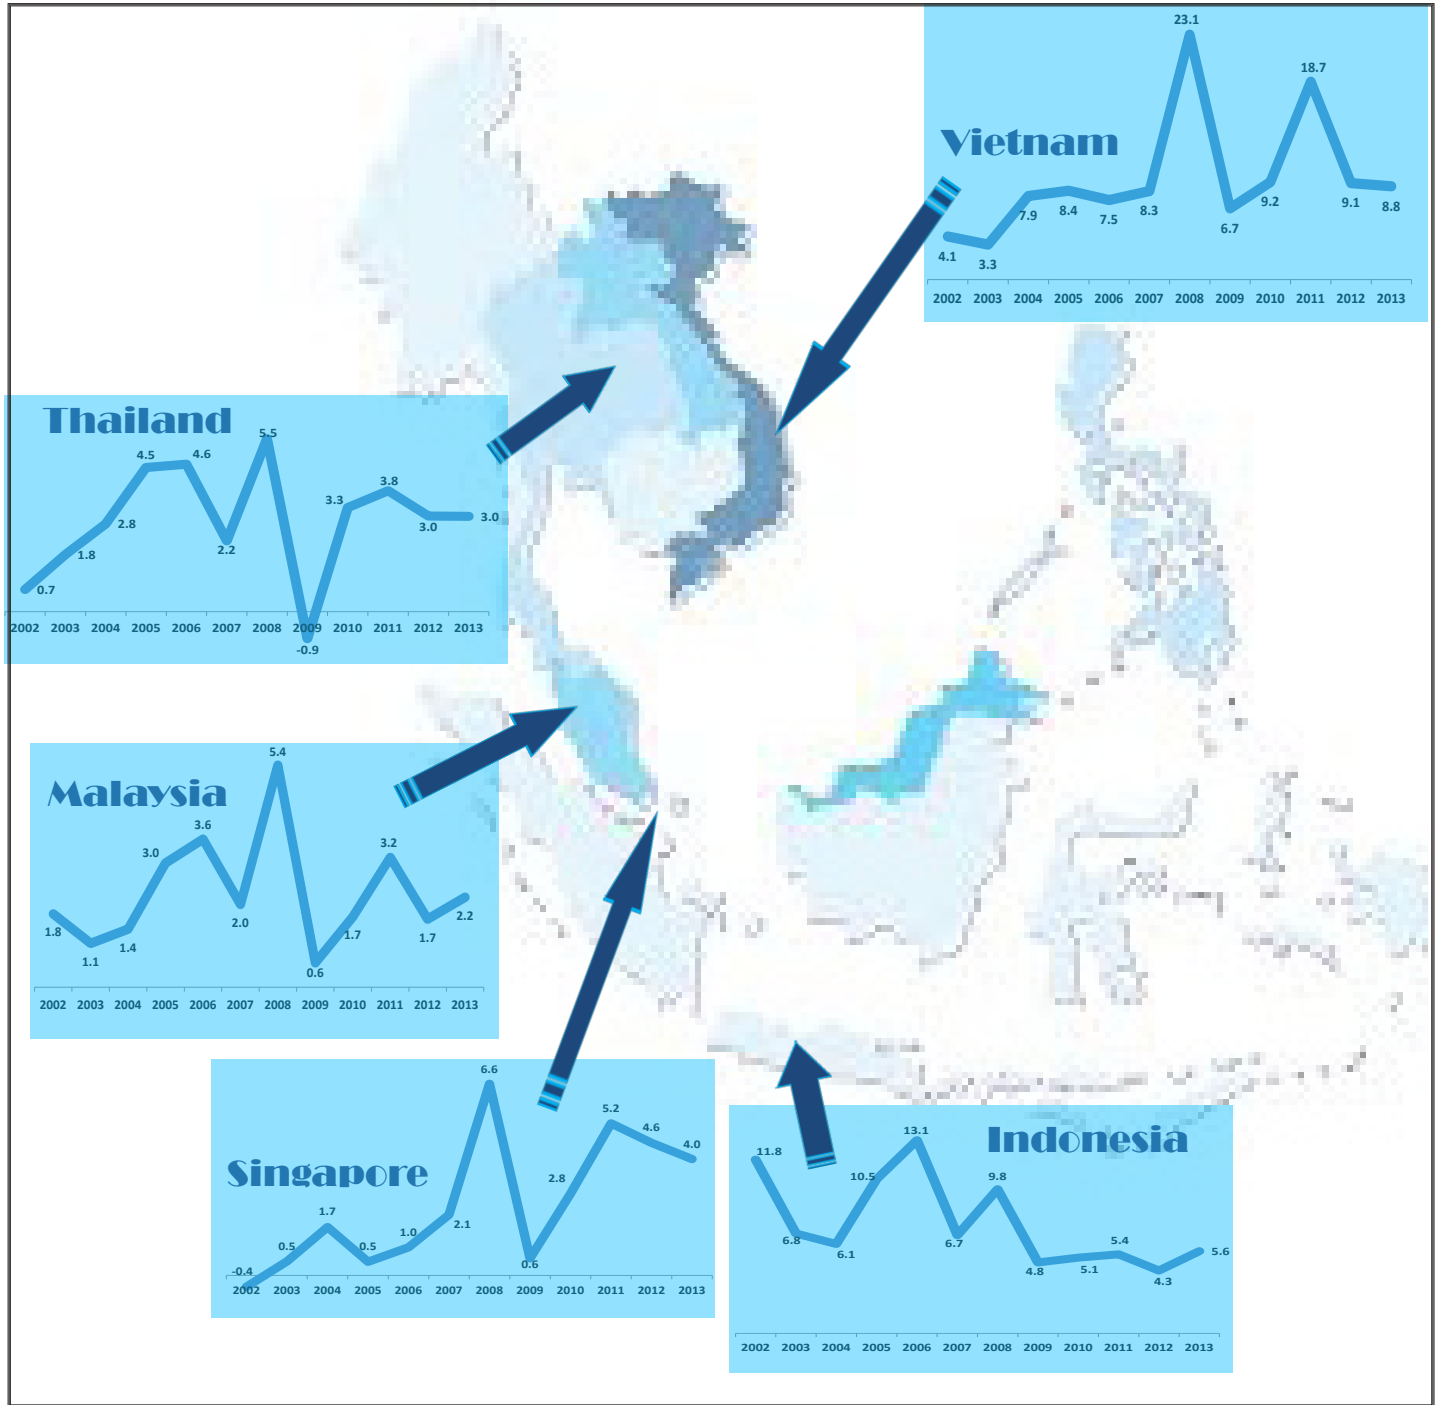 Vietnam
23.1
18.7
4.1 3.3 7.9 8.4 7.5 8.3 6.7 9.2 9.1 8.8
2002 2003 2004 2005 2006 2007 2008 2009 2010 2011 2012 2013
Thailand
0.7 1.8 2.8 4.5 4.6 2.2 5.5 -0.9 3.3 3.8 3.0 3.0
2002 2003 2004 2005 2006 2007 2008 2009 2010 2011 2012 2013
Malaysia
1.8 1.1 1.4 3.0 3.6 2.0 5.4 0.6 1.7 3.2 1.7 2.2
2002 2003 2004 2005 2006 2007 2008 2009 2010 2011 2012 2013
Singapore
-0.4 0.5 1.7 0.5 1.0 2.1 6.6 0.6 2.8 5.2 4.6 4.0
2002 2003 2004 2005 2006 2007 2008 2009 2010 2011 2012 2013
Indonesia
11.8 6.8 6.1 10.5 13.1 6.7 9.8 4.8 5.1 5.4 4.3 5.6
2002 2003 2004 2005 2006 2007 2008 2009 2010 2011 2012 2013